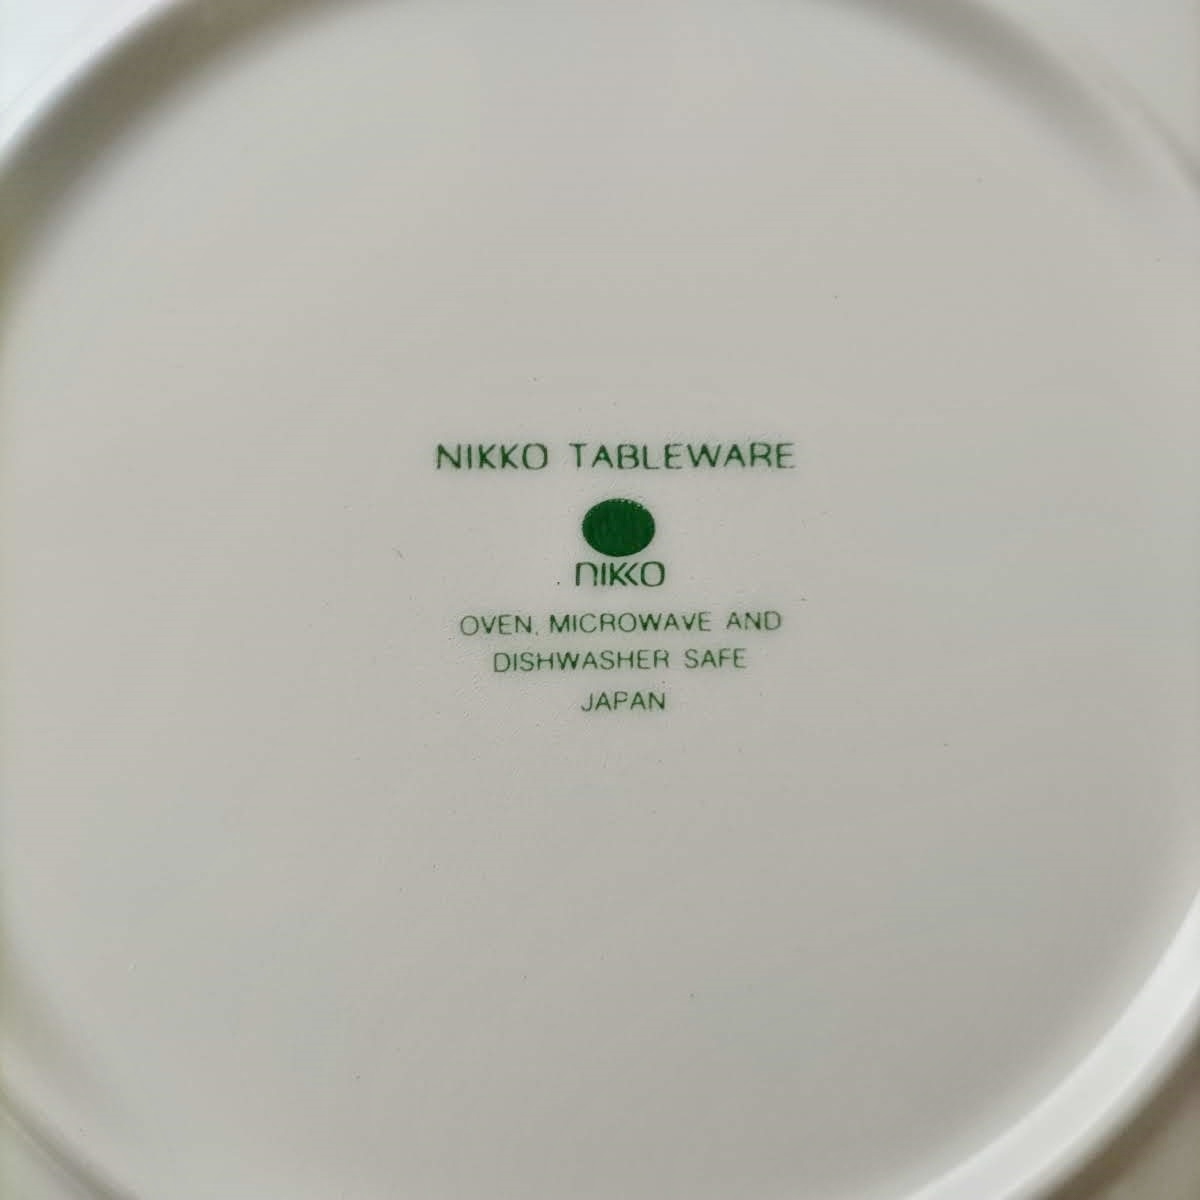 NIKKO TABLEWARE
NIKKO
OVEN, MICROWAVE AND
DISHWASHER SAFE
JAPAN